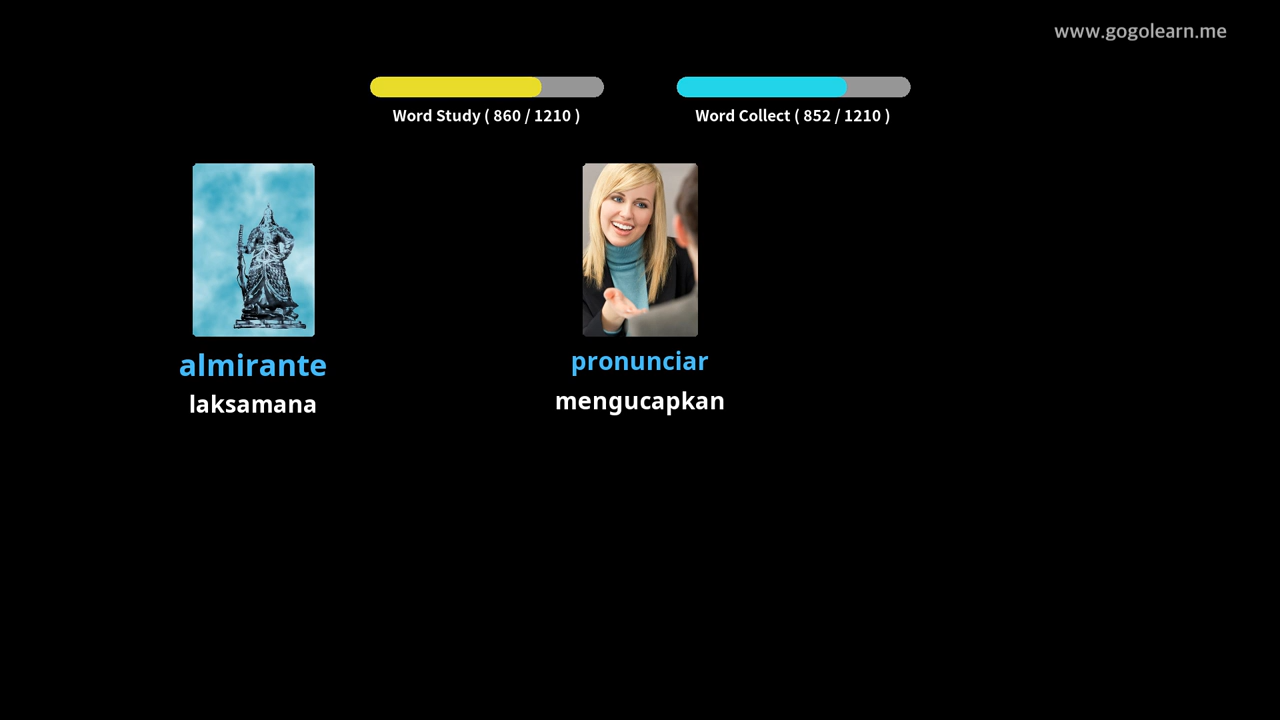 www.gogolearn.me
Word Study ( 860 / 1210 )
Word Collect ( 852 / 1210 )
almirante
laksamana
pronunciar
mengucapkan